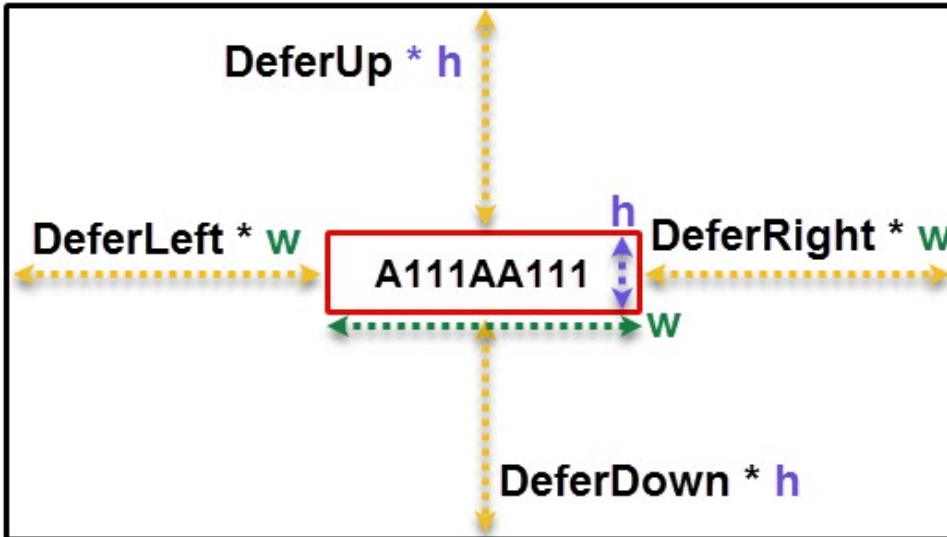 DeferUp * h
h
DeferLeft * w
DeferRight * w
A111AA111
w
DeferDown * h